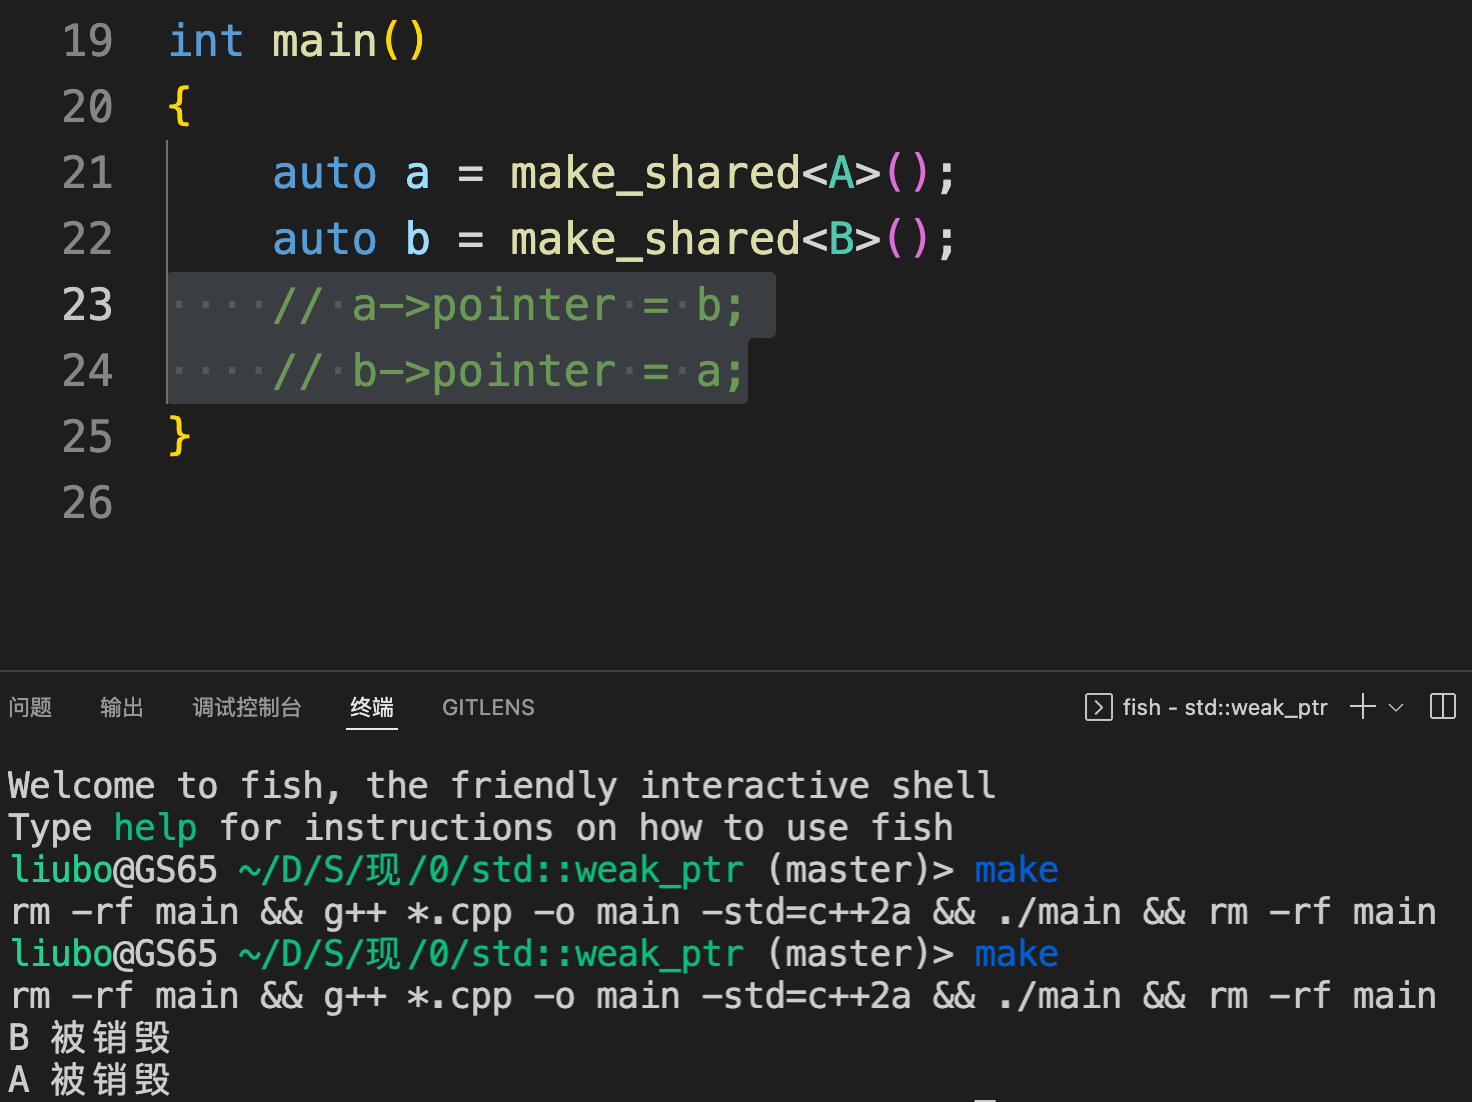 19 int main()
20 {
21 auto a = make_shared<A>();
22 auto b = make_shared<B>();
23 // a->pointer = b;
24 // b->pointer = a;
25 }
26
问题 输出 调试控制台 终端 GITLENS fish - std::weak_ptr
Welcome to fish, the friendly interactive shell
Type help for instructions on how to use fish
liubo@GS65 ~/D/S/现/0/std::weak_ptr (master)> make
rm -rf main && g++ *.cpp -o main -std=c++2a && ./main && rm -rf main
liubo@GS65 ~/D/S/现/0/std::weak_ptr (master)> make
rm -rf main && g++ *.cpp -o main -std=c++2a && ./main && rm -rf main
B 被销毁
A 被销毁